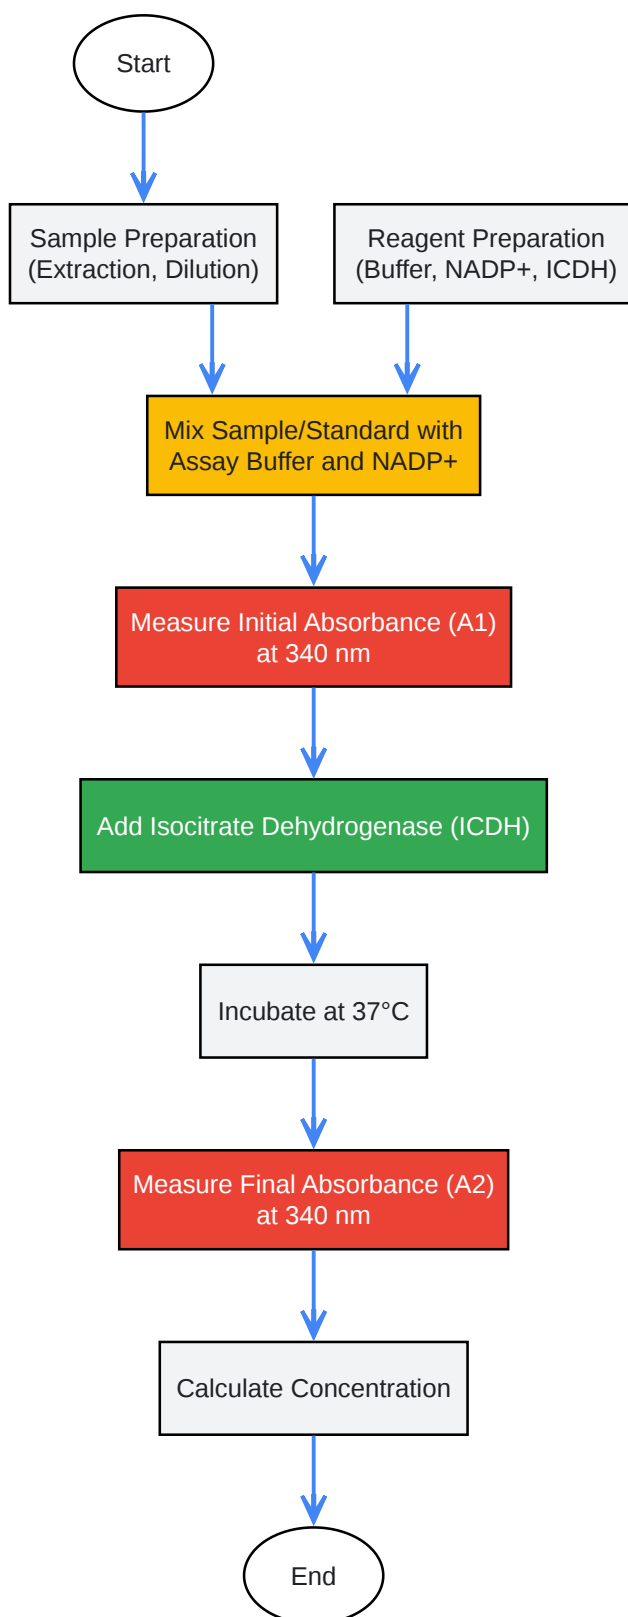 Start
Sample Preparation
(Extraction, Dilution)
Reagent Preparation
(Buffer, NADP+, ICDH)
Mix Sample/Standard with
Assay Buffer and NADP+
Measure Initial Absorbance (A1)
at 340 nm
Add Isocitrate Dehydrogenase (ICDH)
Incubate at 37°C
Measure Final Absorbance (A2)
at 340 nm
Calculate Concentration
End